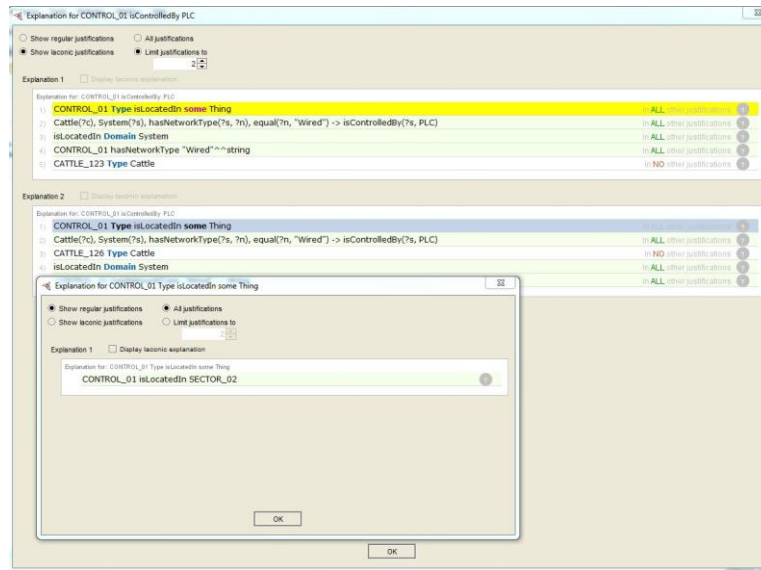 Explanation for CONTROL_01 isControlledBy PLC
Show regular justifications All justifications
Show laconic justifications Limit justifications to
2
Explanation 1 Display laconic explanation
Explanation for: CONTROL_01 isControlledBy PLC
1) CONTROL_01 Type isLocatedIn some Thing In ALL other justifications ?
2) Cattle(?c), System(?s), hasNetworkType(?s, ?n), equal(?n, "Wired") -> isControlledBy(?s, PLC) In ALL other justifications ?
3) isLocatedIn Domain System In ALL other justifications ?
4) CONTROL_01 hasNetworkType "Wired"^^string In ALL other justifications ?
5) CATTLE_123 Type Cattle In NO other justifications ?
Explanation 2 Display laconic explanation
Explanation for: CONTROL_01 isControlledBy PLC
1) CONTROL_01 Type isLocatedIn some Thing In ALL other justifications ?
2) Cattle(?c), System(?s), hasNetworkType(?s, ?n), equal(?n, "Wired") -> isControlledBy(?s, PLC) In ALL other justifications ?
3) CATTLE_126 Type Cattle In NO other justifications ?
4) isLocatedIn Domain System In ALL other justifications ?
In ALL other justifications ?
Explanation for CONTROL_01 Type isLocatedIn some Thing
Show regular justifications All justifications
Show laconic justifications Limit justifications to
2
Explanation 1 Display laconic explanation
Explanation for: CONTROL_01 Type isLocatedIn some Thing
CONTROL_01 isLocatedIn SECTOR_02 ?
OK
OK